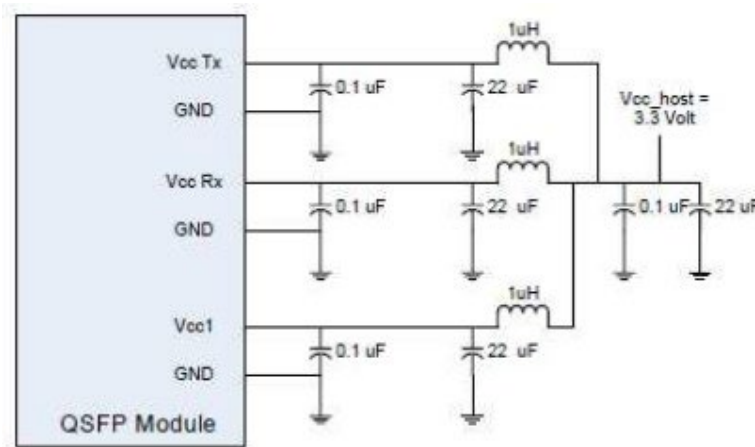 1uH
Vcc Tx
0.1 uF
22 uF
Vcc_host =
3.3 Volt
GND
1uH
Vcc Rx
0.1 uF
22 uF
0.1 uF
22 uF
GND
1uH
Vcc1
0.1 uF
22 uF
GND
QSFP Module